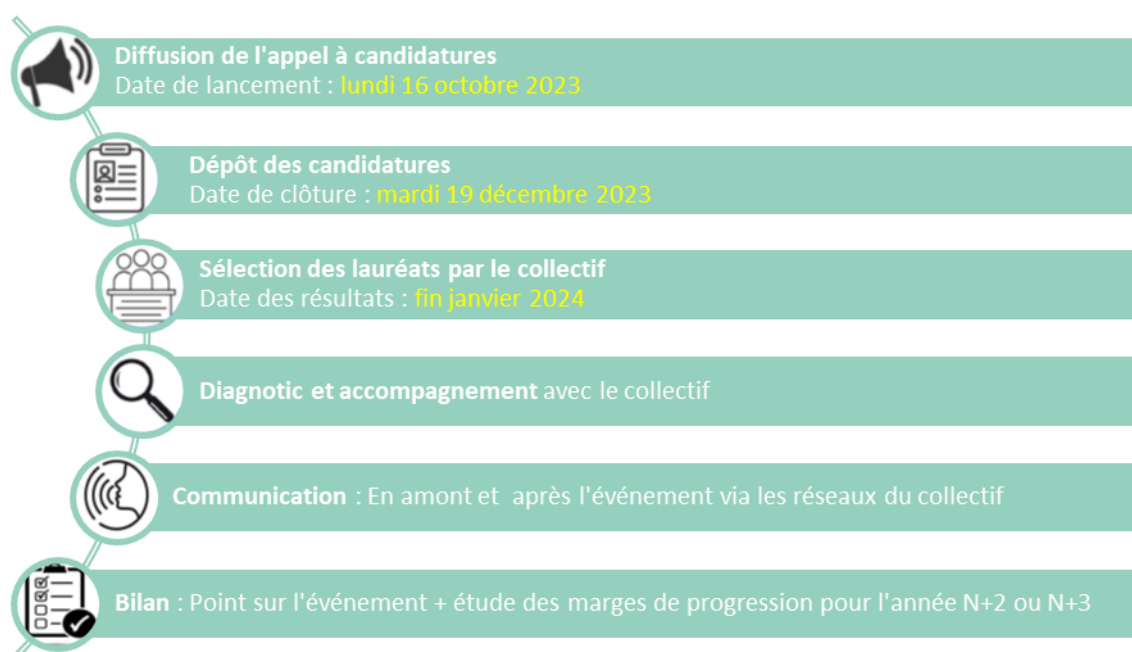 Diffusion de l'appel à candidatures
Date de lancement : lundi 16 octobre 2023
Dépôt des candidatures
Date de clôture : mardi 19 décembre 2023
Sélection des lauréats par le collectif
Date des résultats : fin janvier 2024
Diagnotic et accompagnement avec le collectif
Communication : En amont et après l'événement via les réseaux du collectif
Bilan : Point sur l'événement + étude des marges de progression pour l'année N+2 ou N+3